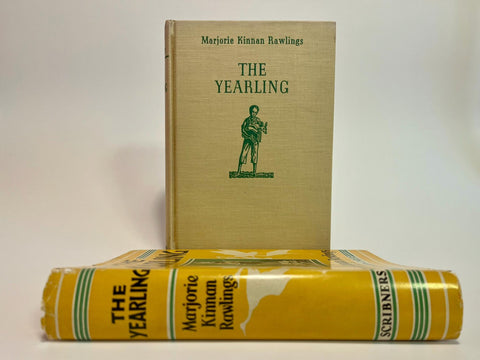 Marjorie Kinnan Rawlings
THE
YEARLING
THE
YEARLING
Marjorie
Kinnan
Rawlings
SCRIBNERS